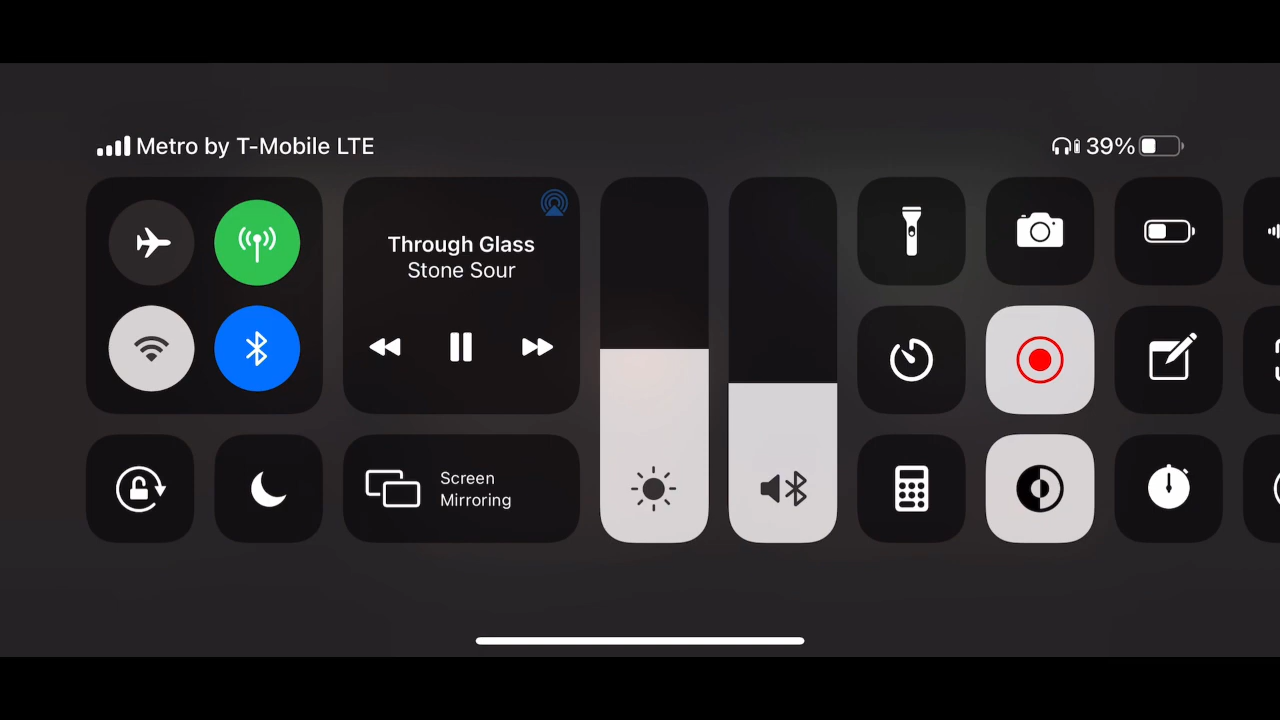 Metro by T-Mobile LTE
39%
Through Glass
Stone Sour
Screen
Mirroring